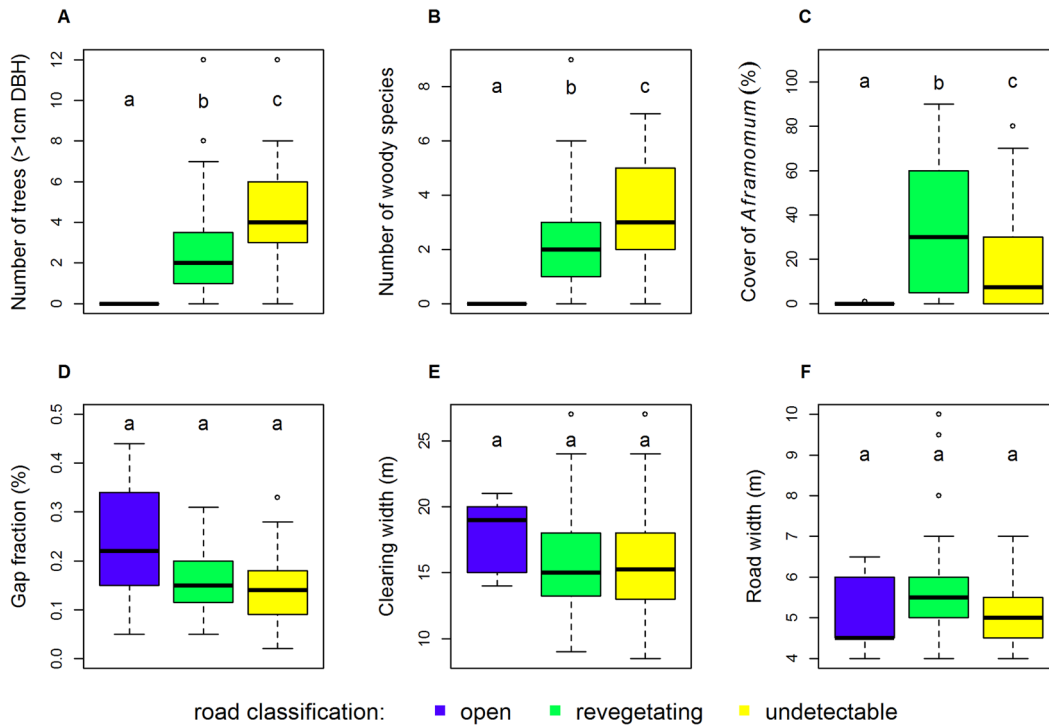 A
Number of trees (>1cm DBH)
0 2 4 6 8 10 12
a b c
B
Number of woody species
0 2 4 6 8
a b c
C
Cover of Aframomum (%)
0 20 40 60 80 100
a b c
D
Gap fraction (%)
0.0 0.1 0.2 0.3 0.4 0.5
a a a
E
Clearing width (m)
10 15 20 25
a a a
F
Road width (m)
4 5 6 7 8 9 10
a a a
road classification: open revegetating undetectable